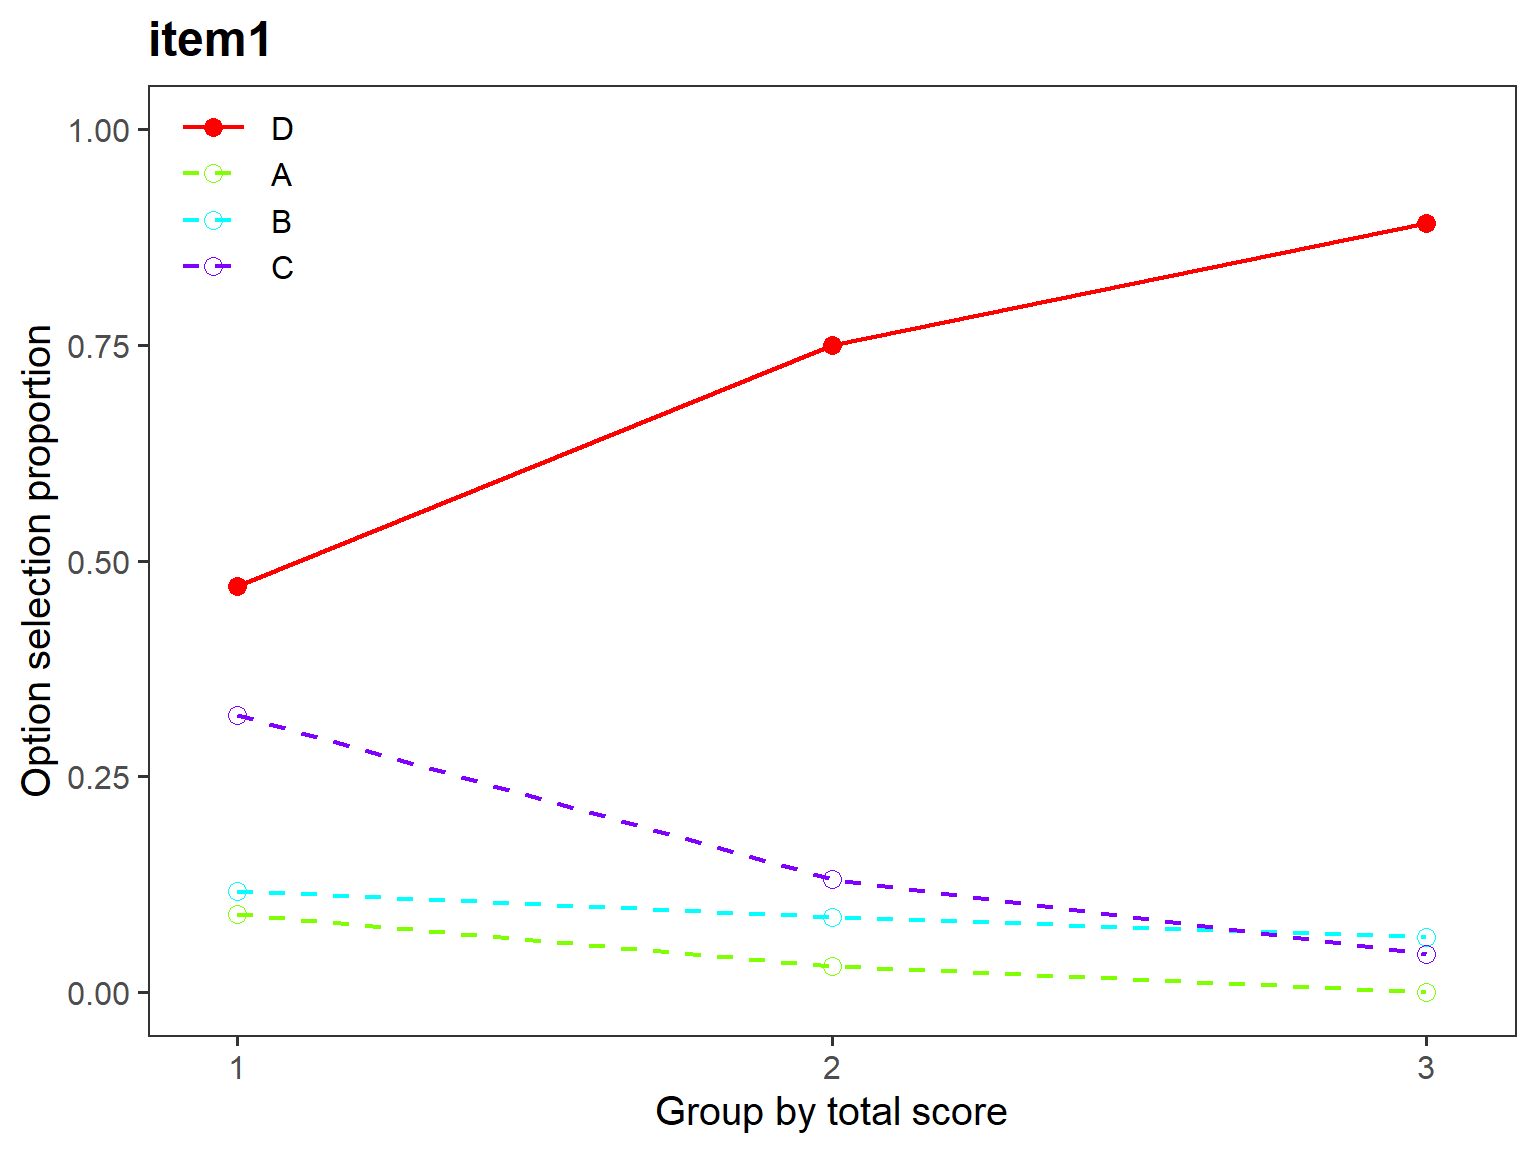 item1
D
A
B
C
1.00
0.75
0.50
0.25
0.00
Option selection proportion
1 2 3
Group by total score